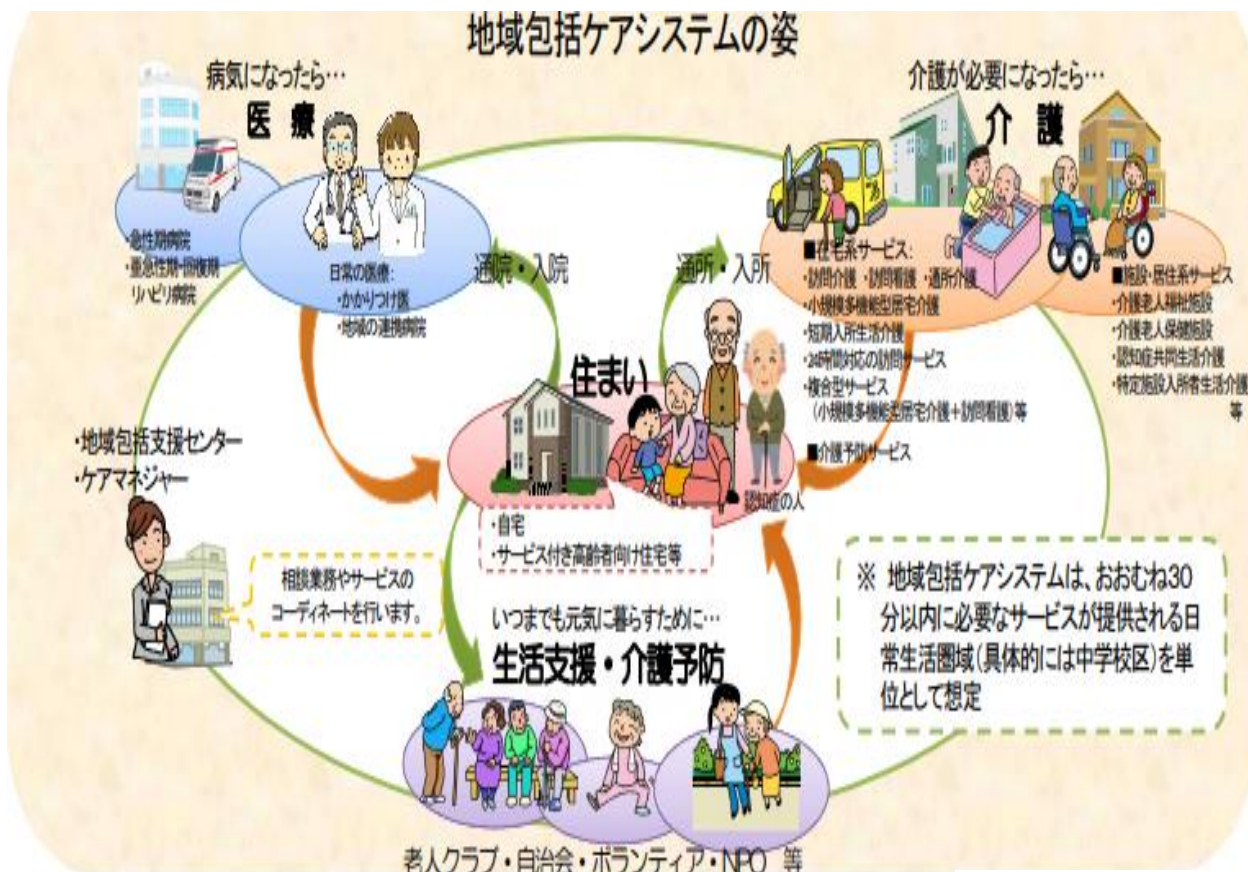 地域包括ケアシステムの姿
病気になったら…
医 療
・急性期病院
・亜急性期・回復期
リハビリ病院
日常の医療:
・かかりつけ医
・地域の連携病院
通院・入院
介護が必要になったら…
介 護
通所・入所
■在宅系サービス:
・訪問介護 ・訪問看護 ・通所介護
・小規模多機能型居宅介護
・短期入所生活介護
・24時間対応の訪問サービス
・複合型サービス
(小規模多機能型居宅介護+訪問看護)等
■介護予防サービス
■施設・居住系サービス
・介護老人福祉施設
・介護老人保健施設
・認知症共同生活介護
・特定施設入所者生活介護
等
住まい
認知症の人
・自宅
・サービス付き高齢者向け住宅等
・地域包括支援センター
・ケアマネジャー
相談業務やサービスの
コーディネートを行います。
いつまでも元気に暮らすために…
生活支援・介護予防
老人クラブ・自治会・ボランティア・NPO 等
※ 地域包括ケアシステムは、おおむね30
分以内に必要なサービスが提供される日
常生活圏域(具体的には中学校区)を単
位として想定